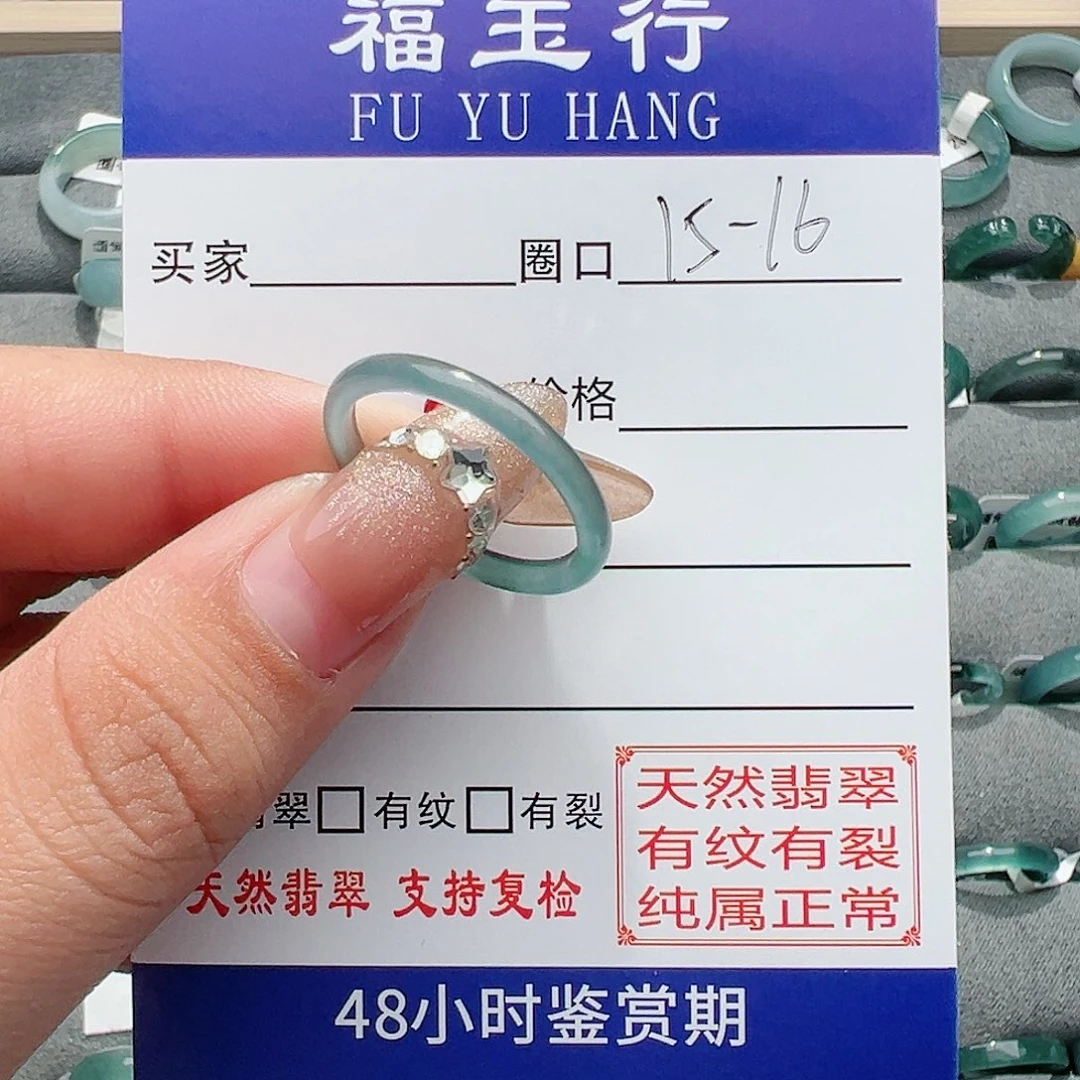 福玉行
FU YU HANG
买家 圈口 15-16
价格
翡翠 有纹 有裂
天然翡翠 支持复检
天然翡翠
有纹有裂
纯属正常
48小时鉴赏期